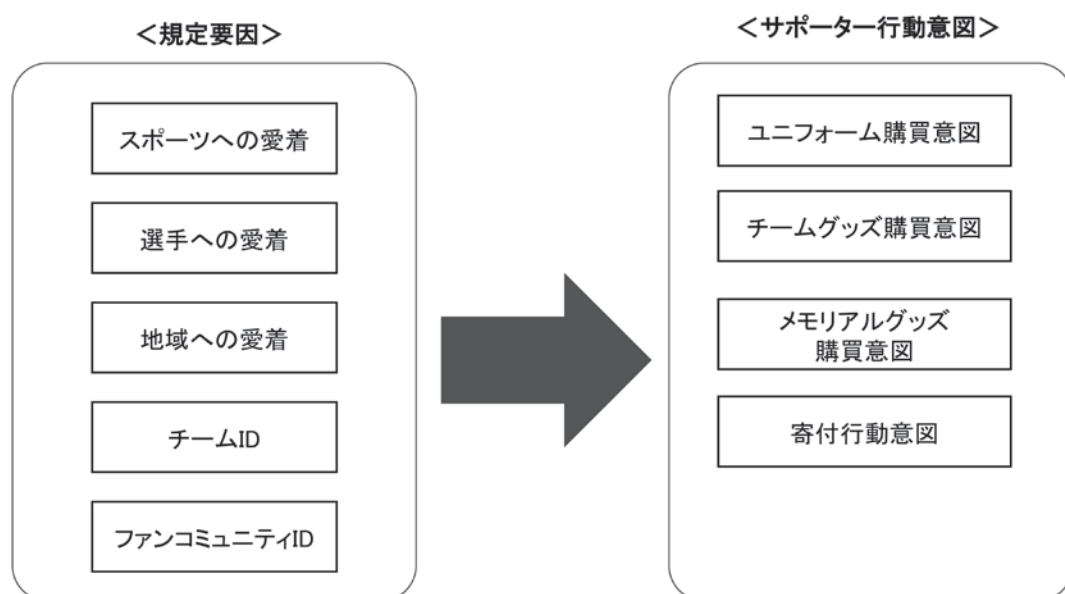 ＜規定要因＞
スポーツへの愛着
選手への愛着
地域への愛着
チームID
ファンコミュニティID
＜サポーター行動意図＞
ユニフォーム購買意図
チームグッズ購買意図
メモリアルグッズ
購買意図
寄付行動意図